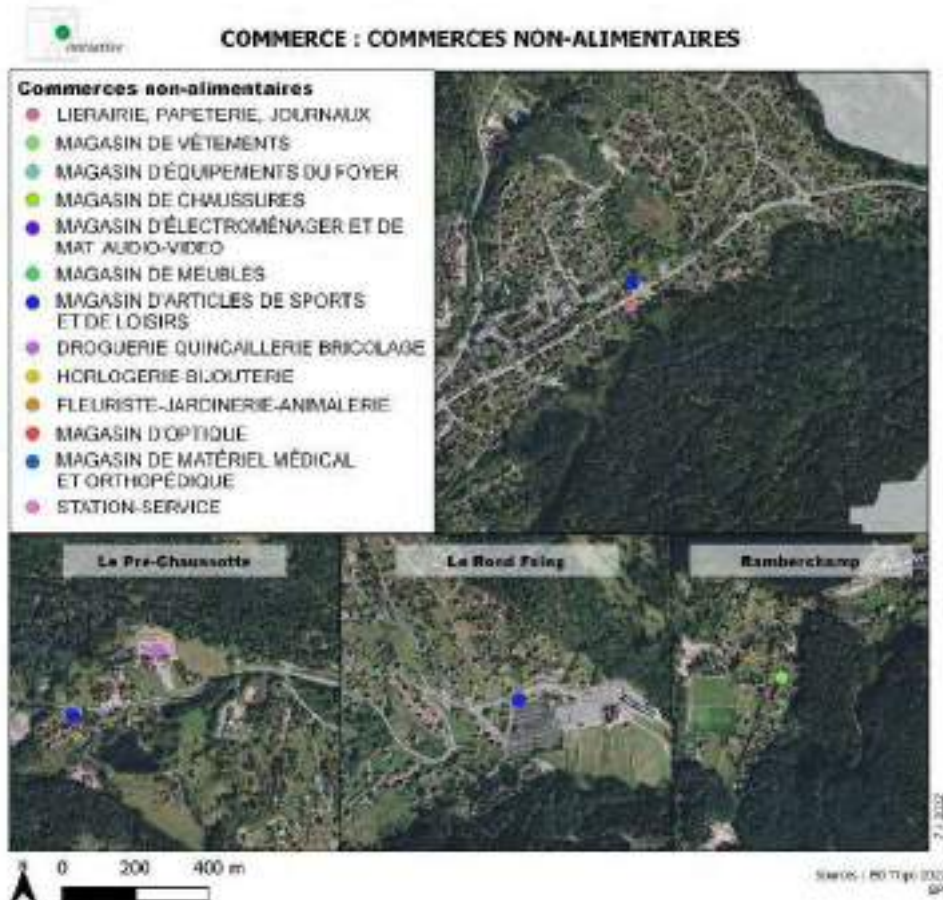 COMMERCE : COMMERCES NON-ALIMENTAIRES
Commerces non-alimentaires
LIBRAIRIE, PAPETERIE, JOURNAUX
MAGASIN DE VÊTEMENTS
MAGASIN D'ÉQUIPEMENTS DU FOYER
MAGASIN DE CHAUSSURES
MAGASIN D'ÉLECTROMÉNAGER ET DE
MAT AUDIO-VIDEO
MAGASIN DE MEUBLES
MAGASIN D'ARTICLES DE SPORTS
ET DE LOISIRS
DROGUERIE QUINCAILLERIE BRICOLAGE
HORLOGERIE-BIJOUTERIE
FLEURISTE-JARDINERIE-ANIMALERIE
MAGASIN D'OPTIQUE
MAGASIN DE MATÉRIEL MÉDICAL
ET ORTHOPÉDIQUE
STATION-SERVICE
Le Pré-Chaussotte
Le Rond Faing
Ramberchamp
N
0 200 400 m